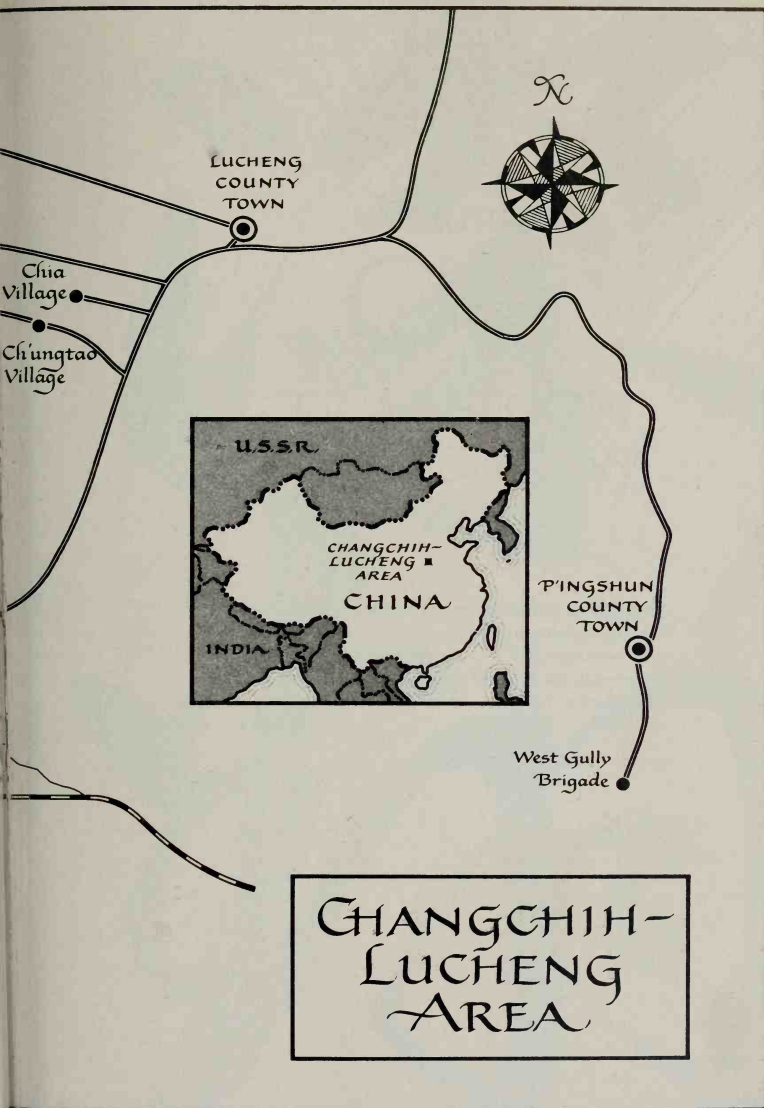 N
LUCHENG
COUNTY
TOWN
Chia
Village
Ch'ungtao
Village
U.S.S.R.
CHANGCHIH-
LUCHENG
AREA
CHINA
INDIA
P'INGSHUN
COUNTY
TOWN
West Gully
Brigade
CHANGCHIH-
LUCHENG
AREA